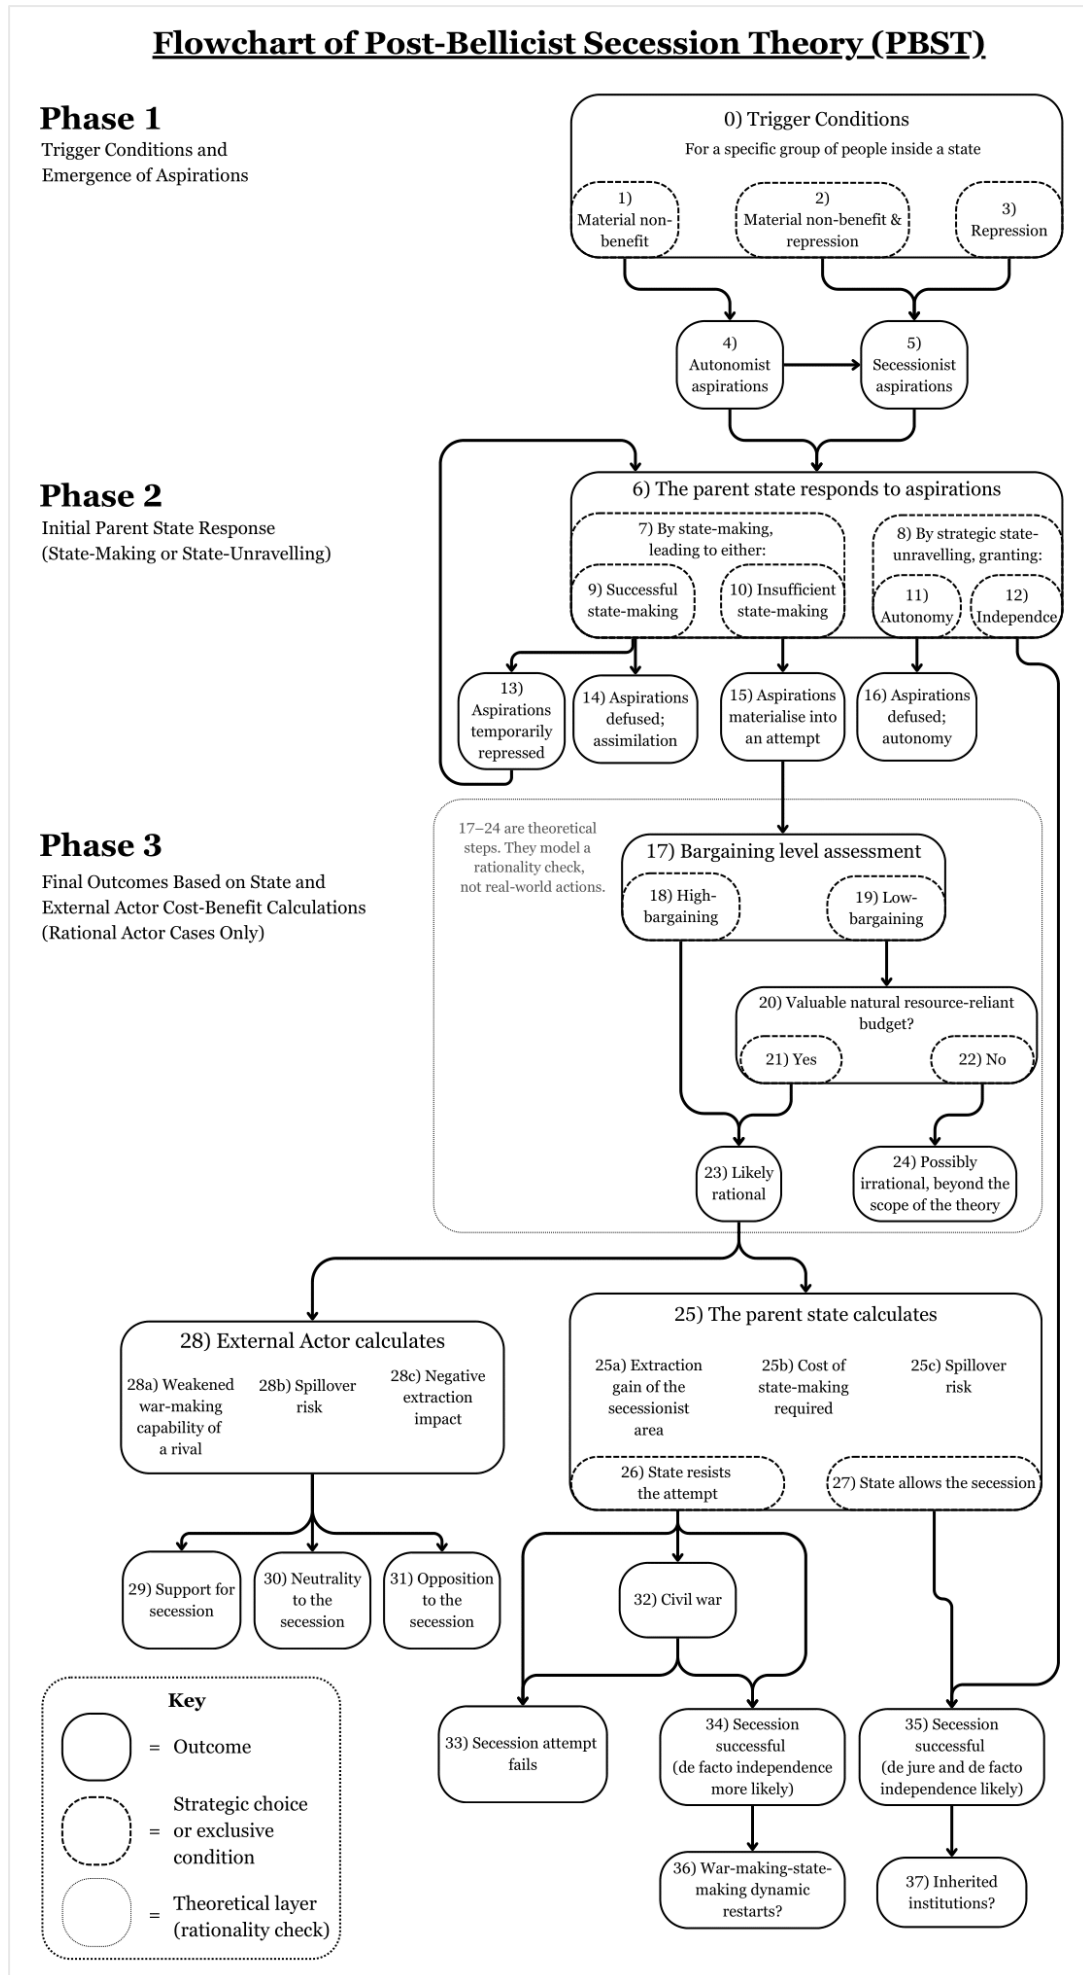 Flowchart of Post-Bellicist Secession Theory (PBST)
Phase 1
Trigger Conditions and
Emergence of Aspirations
0) Trigger Conditions
For a specific group of people inside a state
1)
Material non-
benefit
2)
Material non-benefit &
repression
3)
Repression
4)
Autonomist
aspirations
5)
Secessionist
aspirations
Phase 2
Initial Parent State Response
(State-Making or State-Unravelling)
6) The parent state responds to aspirations
7) By state-making,
leading to either:
8) By strategic state-
unravelling, granting:
9) Successful
state-making
10) Insufficient
state-making
11)
Autonomy
12)
Independce
13)
Aspirations
temporarily
repressed
14) Aspirations
defused;
assimilation
15) Aspirations
materialise into
an attempt
16) Aspirations
defused;
autonomy
Phase 3
Final Outcomes Based on State and
External Actor Cost-Benefit Calculations
(Rational Actor Cases Only)
17–24 are theoretical
steps. They model a
rationality check,
not real-world actions.
17) Bargaining level assessment
18) High-
bargaining
19) Low-
bargaining
20) Valuable natural resource-reliant
budget?
21) Yes
22) No
23) Likely
rational
24) Possibly
irrational, beyond the
scope of the theory
28) External Actor calculates
28a) Weakened
war-making
capability of
a rival
28b) Spillover
risk
28c) Negative
extraction
impact
25) The parent state calculates
25a) Extraction
gain of the
secessionist
area
25b) Cost of
state-making
required
25c) Spillover
risk
26) State resists
the attempt
27) State allows the secession
29) Support for
secession
30) Neutrality
to the
secession
31) Opposition
to the
secession
32) Civil war
33) Secession attempt
fails
34) Secession
successful
(de facto independence
more likely)
35) Secession
successful
(de jure and de facto
independence likely)
36) War-making-state-
making dynamic
restarts?
37) Inherited
institutions?
Key
= Outcome
= Strategic choice
or exclusive
condition
= Theoretical layer
(rationality check)